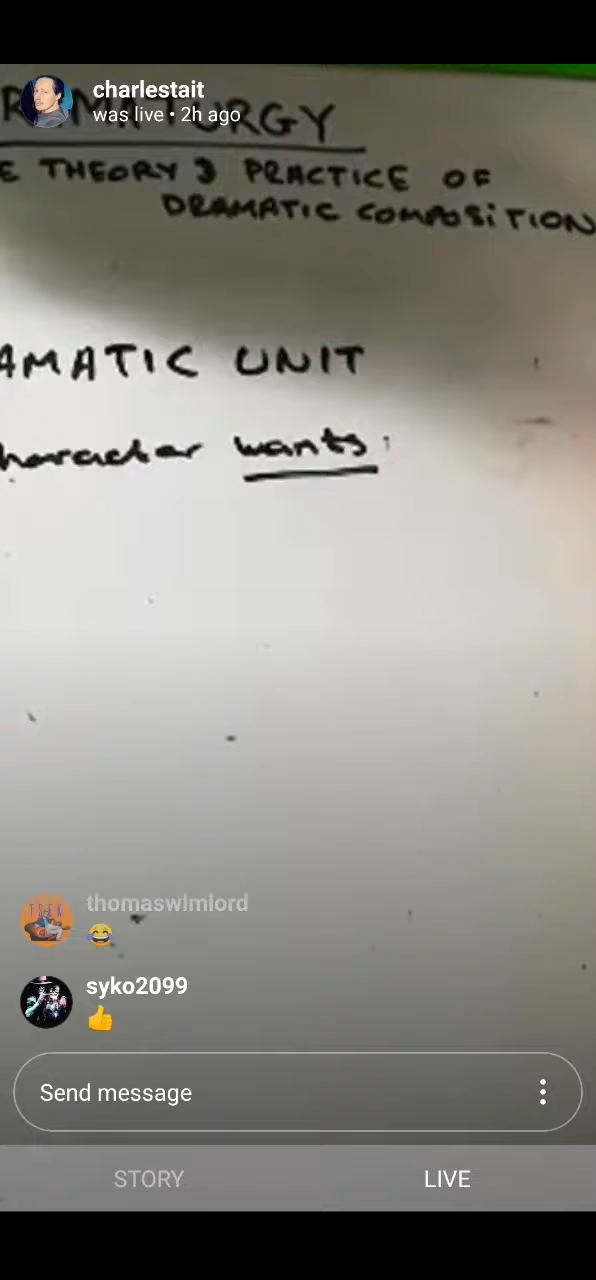 charlestait
was live • 2h ago
RAMATURGY
E THEORY & PRACTICE OF
DRAMATIC COMPOSITION
AMATIC UNIT
haracter wants:
thomaswlmlord
😂
syko2099
👍
Send message
STORY LIVE